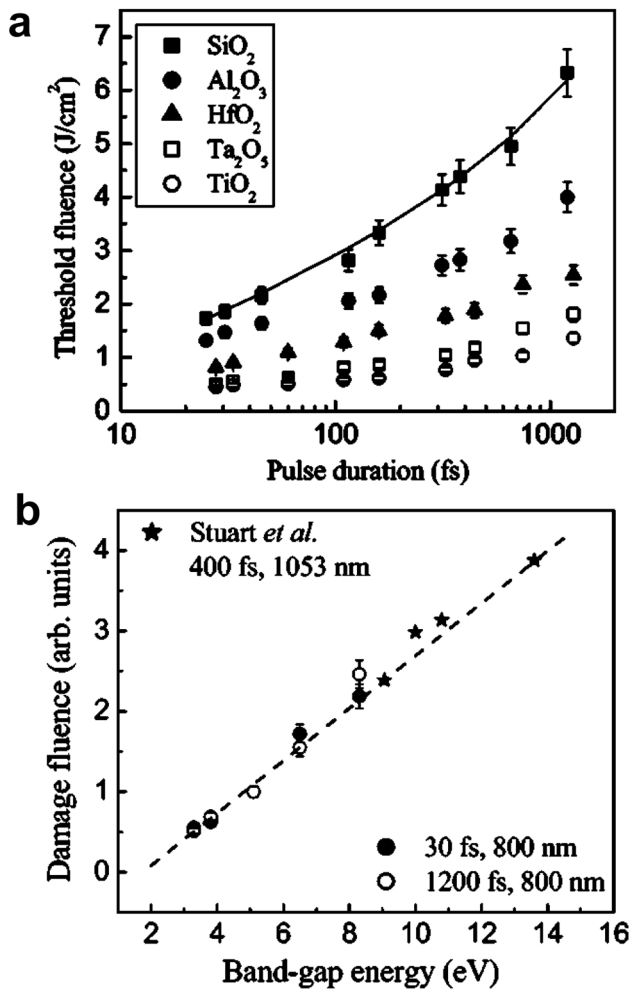 a
7
6
5
4
3
2
1
0
Threshold fluence (J/cm²)
SiO₂
Al₂O₃
HfO₂
Ta₂O₅
TiO₂
10
100
1000
Pulse duration (fs)
b
4
3
2
1
0
Damage fluence (arb. units)
Stuart et al.
400 fs, 1053 nm
30 fs, 800 nm
1200 fs, 800 nm
2
4
6
8
10
12
14
16
Band-gap energy (eV)